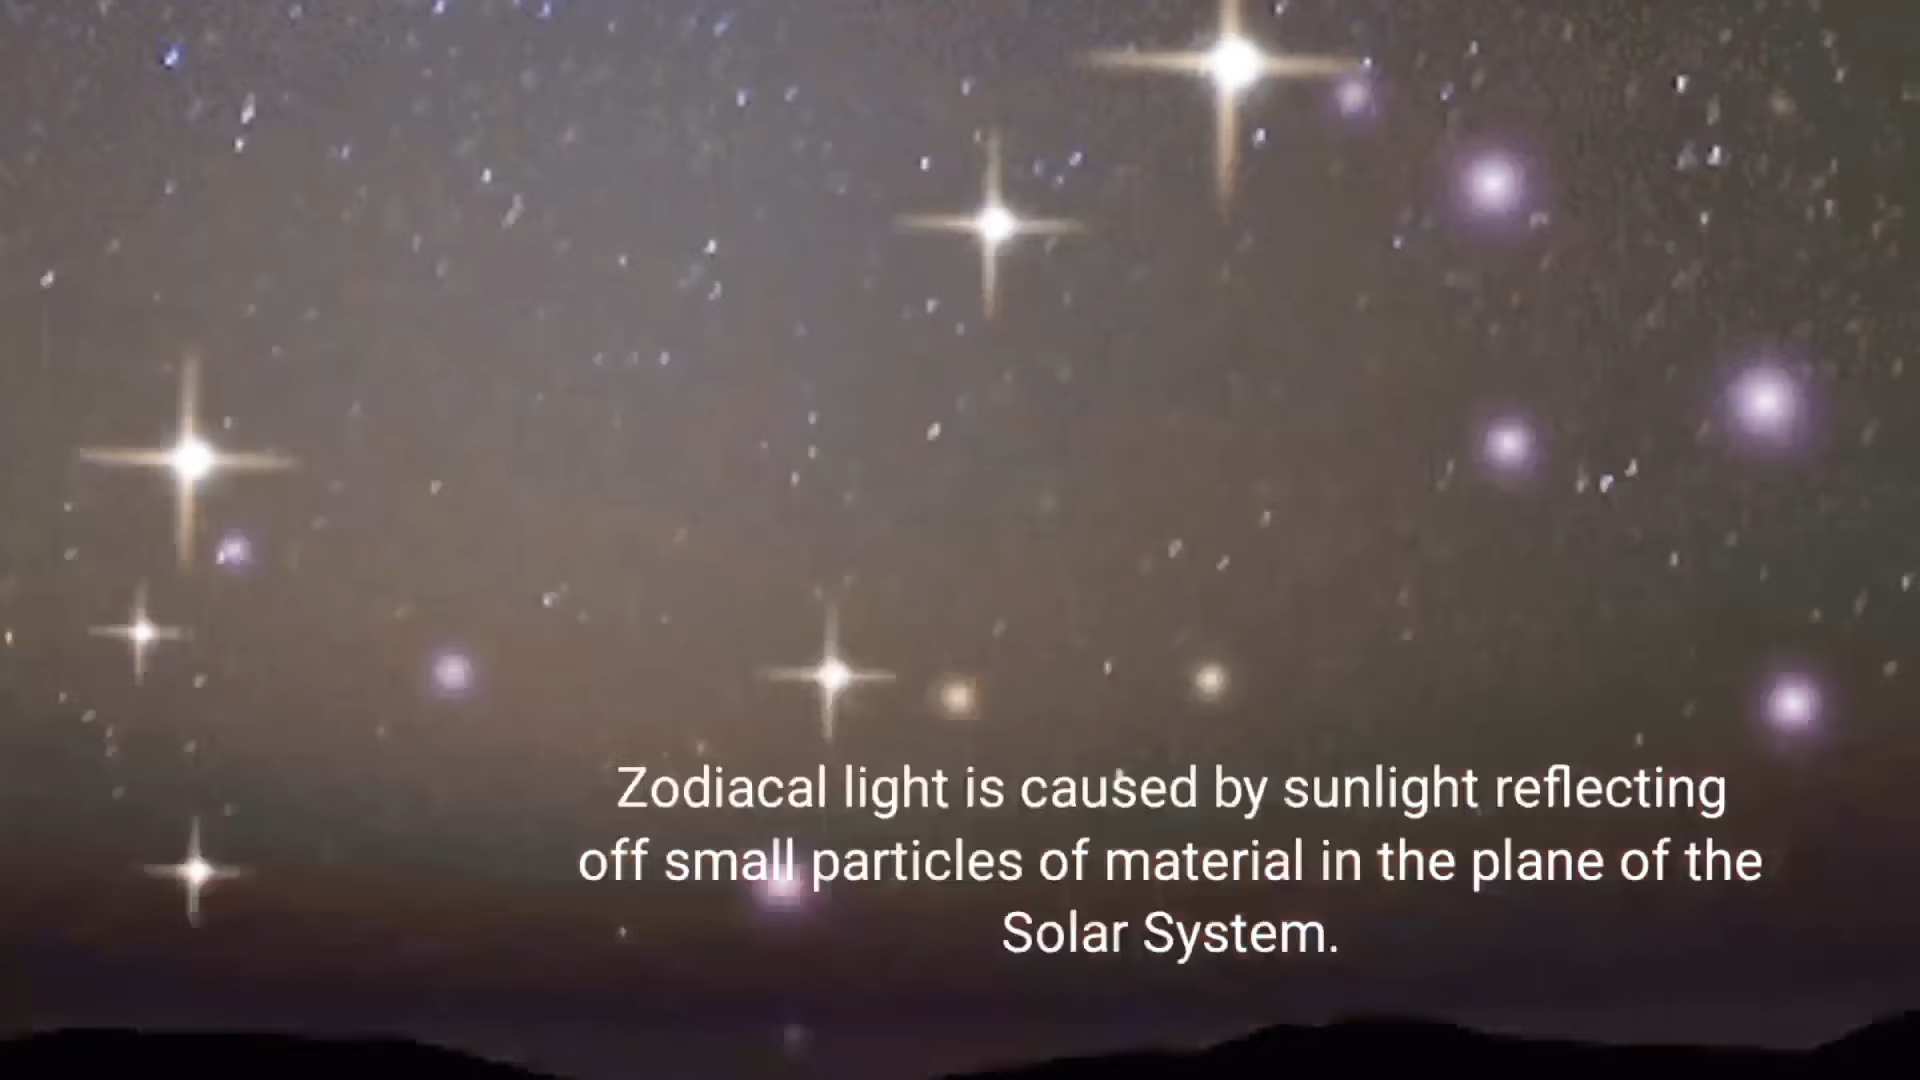 Zodiacal light is caused by sunlight reflecting
off small particles of material in the plane of the
Solar System.